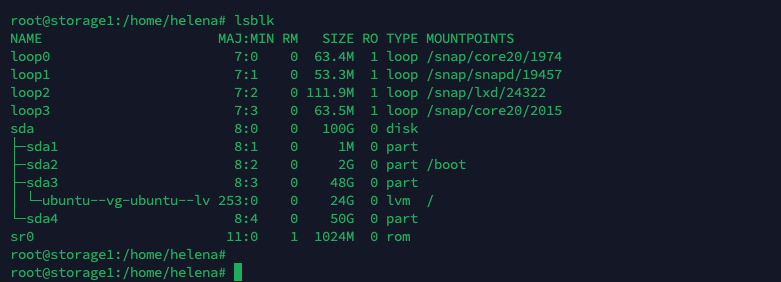 root@storage1:/home/helena# lsblk
NAME                      MAJ:MIN RM   SIZE RO TYPE MOUNTPOINTS
loop0                       7:0    0  63.4M  1 loop /snap/core20/1974
loop1                       7:1    0  53.3M  1 loop /snap/snapd/19457
loop2                       7:2    0 111.9M  1 loop /snap/lxd/24322
loop3                       7:3    0  63.5M  1 loop /snap/core20/2015
sda                         8:0    0   100G  0 disk
├─sda1                      8:1    0     1M  0 part
├─sda2                      8:2    0     2G  0 part /boot
├─sda3                      8:3    0    48G  0 part
│ └─ubuntu--vg-ubuntu--lv 253:0    0    24G  0 lvm  /
└─sda4                      8:4    0    50G  0 part
sr0                        11:0    1  1024M  0 rom
root@storage1:/home/helena#
root@storage1:/home/helena#